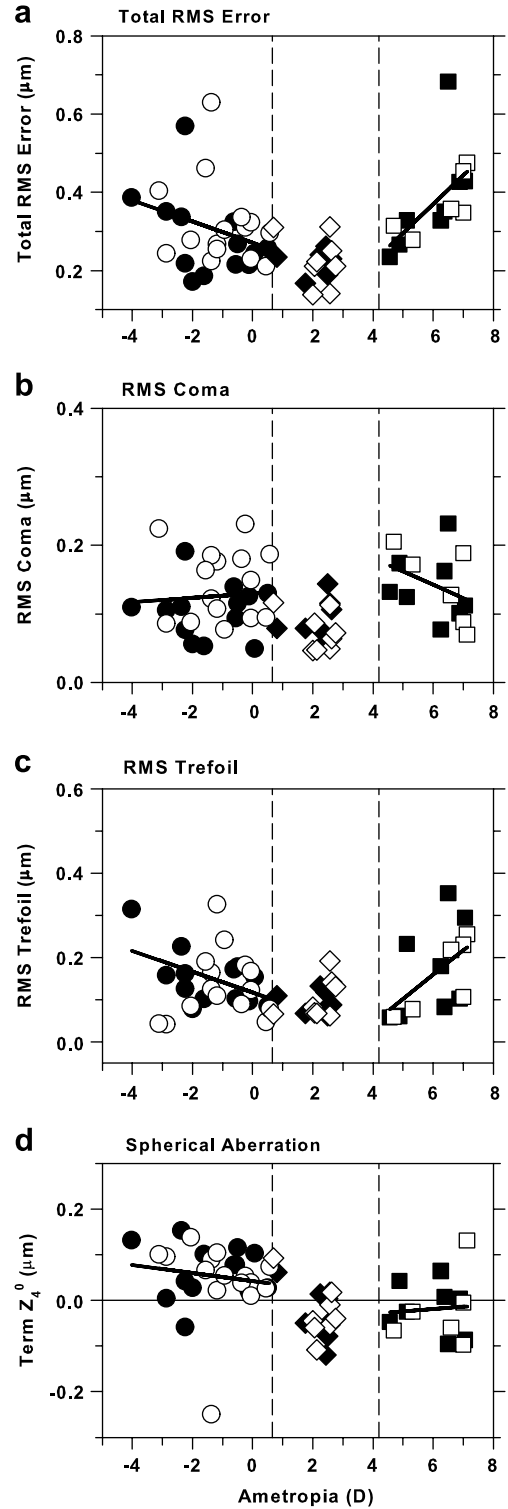 a Total RMS Error
0.8
0.6
0.4
0.2
Total RMS Error (µm)
-4 -2 0 2 4 6 8
b RMS Coma
0.4
0.2
0.0
RMS Coma (µm)
-4 -2 0 2 4 6 8
c RMS Trefoil
0.6
0.4
0.2
0.0
RMS Trefoil (µm)
-4 -2 0 2 4 6 8
d Spherical Aberration
0.2
0.0
-0.2
Term Z₄⁰ (µm)
-4 -2 0 2 4 6 8
Ametropia (D)